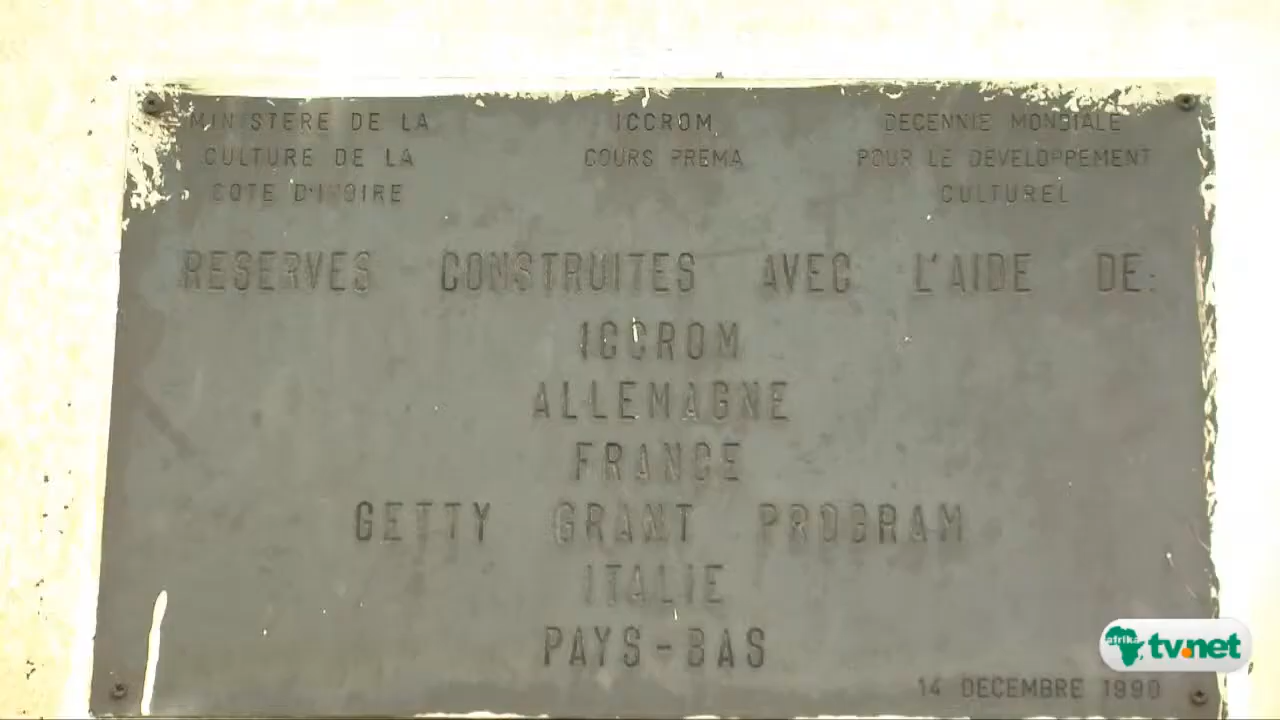 MINISTERE DE LA
CULTURE DE LA
COTE D'IVOIRE
ICCROM
COURS PREMA
DECENNIE MONDIALE
POUR LE DEVELOPPEMENT
CULTUREL
RESERVES CONSTRUITES AVEC L'AIDE DE:
ICCROM
ALLEMAGNE
FRANCE
GETTY GRANT PROGRAM
ITALIE
PAYS-BAS
14 DECEMBRE 1990
afrika
tv.net